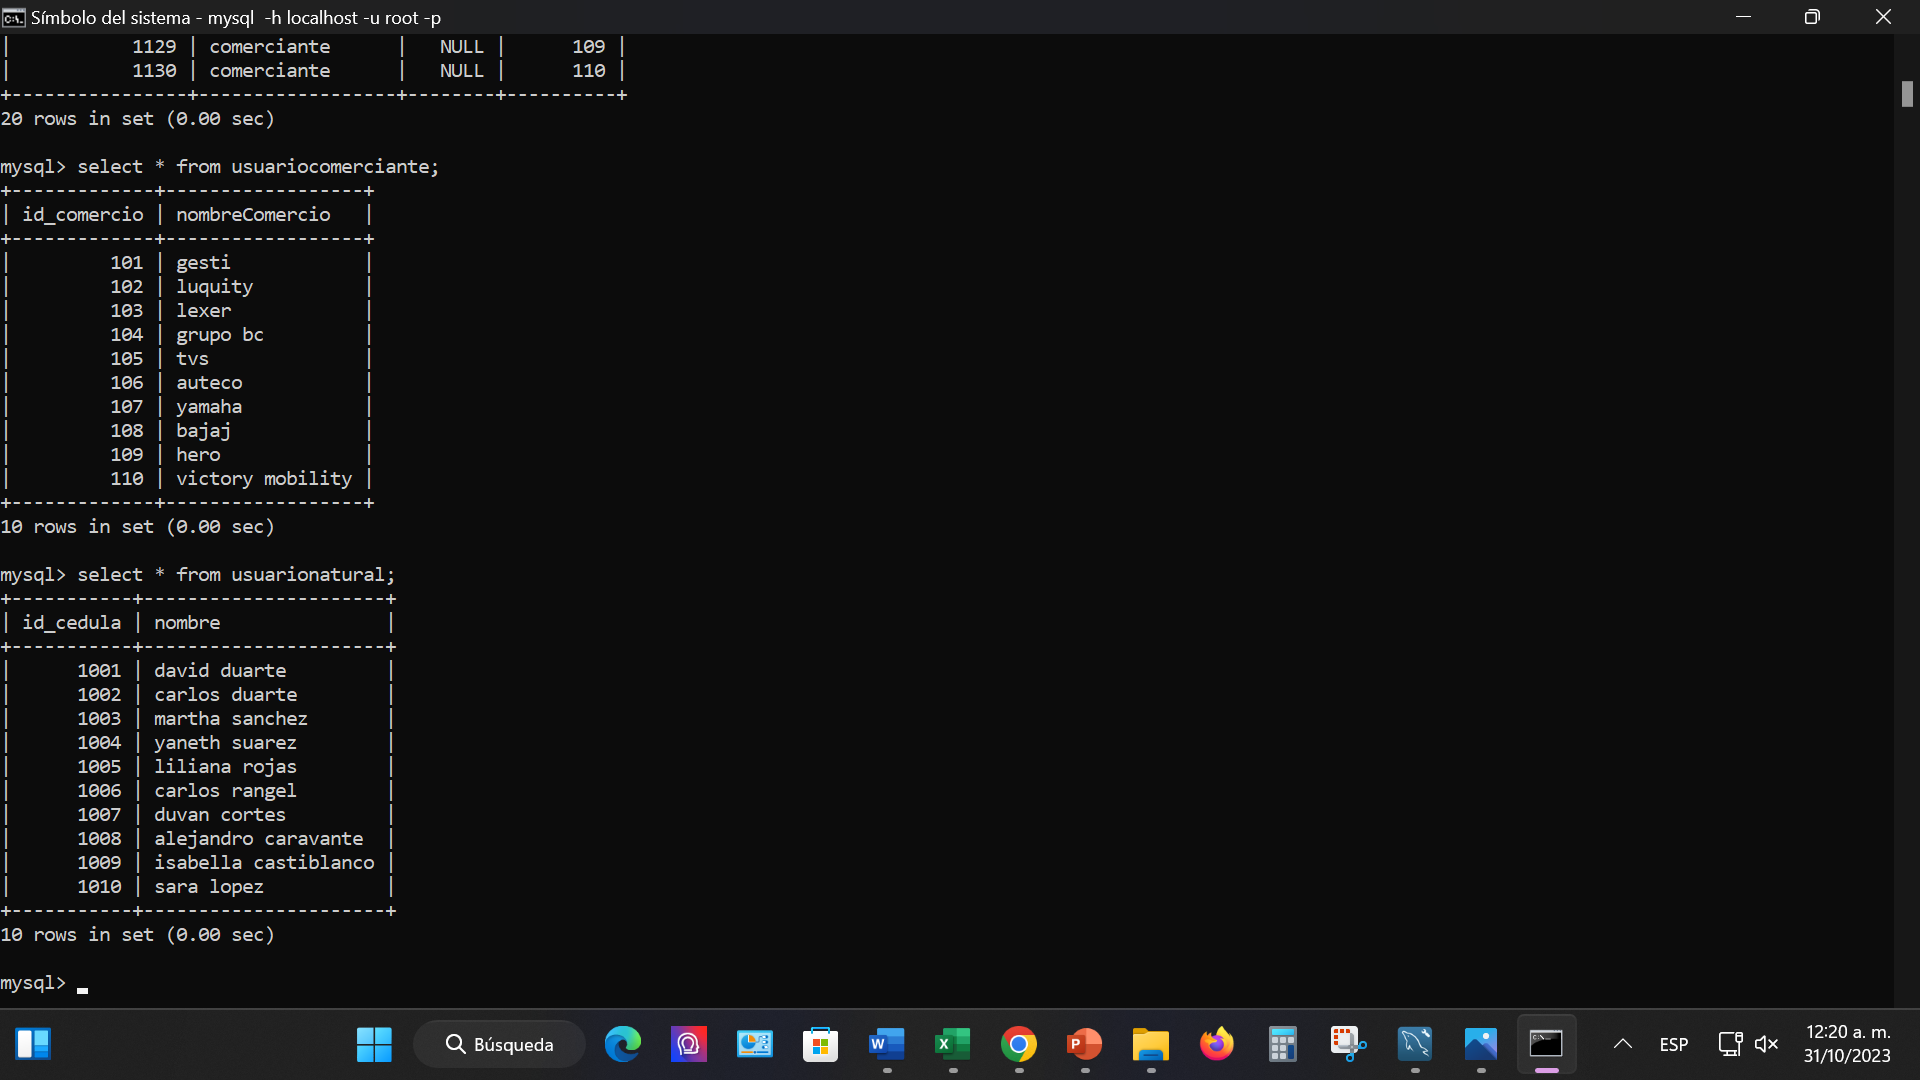 Símbolo del sistema - mysql  -h localhost -u root -p
|           1129 | comerciante      |   NULL |      109 |
|           1130 | comerciante      |   NULL |      110 |
+----------------+------------------+--------+----------+
20 rows in set (0.00 sec)
mysql> select * from usuariocomerciante;
+-------------+------------------+
| id_comercio | nombreComercio   |
+-------------+------------------+
|         101 | gesti            |
|         102 | luquity          |
|         103 | lexer            |
|         104 | grupo bc         |
|         105 | tvs              |
|         106 | auteco           |
|         107 | yamaha           |
|         108 | bajaj            |
|         109 | hero             |
|         110 | victory mobility |
+-------------+------------------+
10 rows in set (0.00 sec)
mysql> select * from usuarionatural;
+-----------+----------------------+
| id_cedula | nombre               |
+-----------+----------------------+
|      1001 | david duarte         |
|      1002 | carlos duarte        |
|      1003 | martha sanchez       |
|      1004 | yaneth suarez        |
|      1005 | liliana rojas        |
|      1006 | carlos rangel        |
|      1007 | duvan cortes         |
|      1008 | alejandro caravante  |
|      1009 | isabella castiblanco |
|      1010 | sara lopez           |
+-----------+----------------------+
10 rows in set (0.00 sec)
mysql>
Búsqueda
ESP
12:20 a. m.
31/10/2023